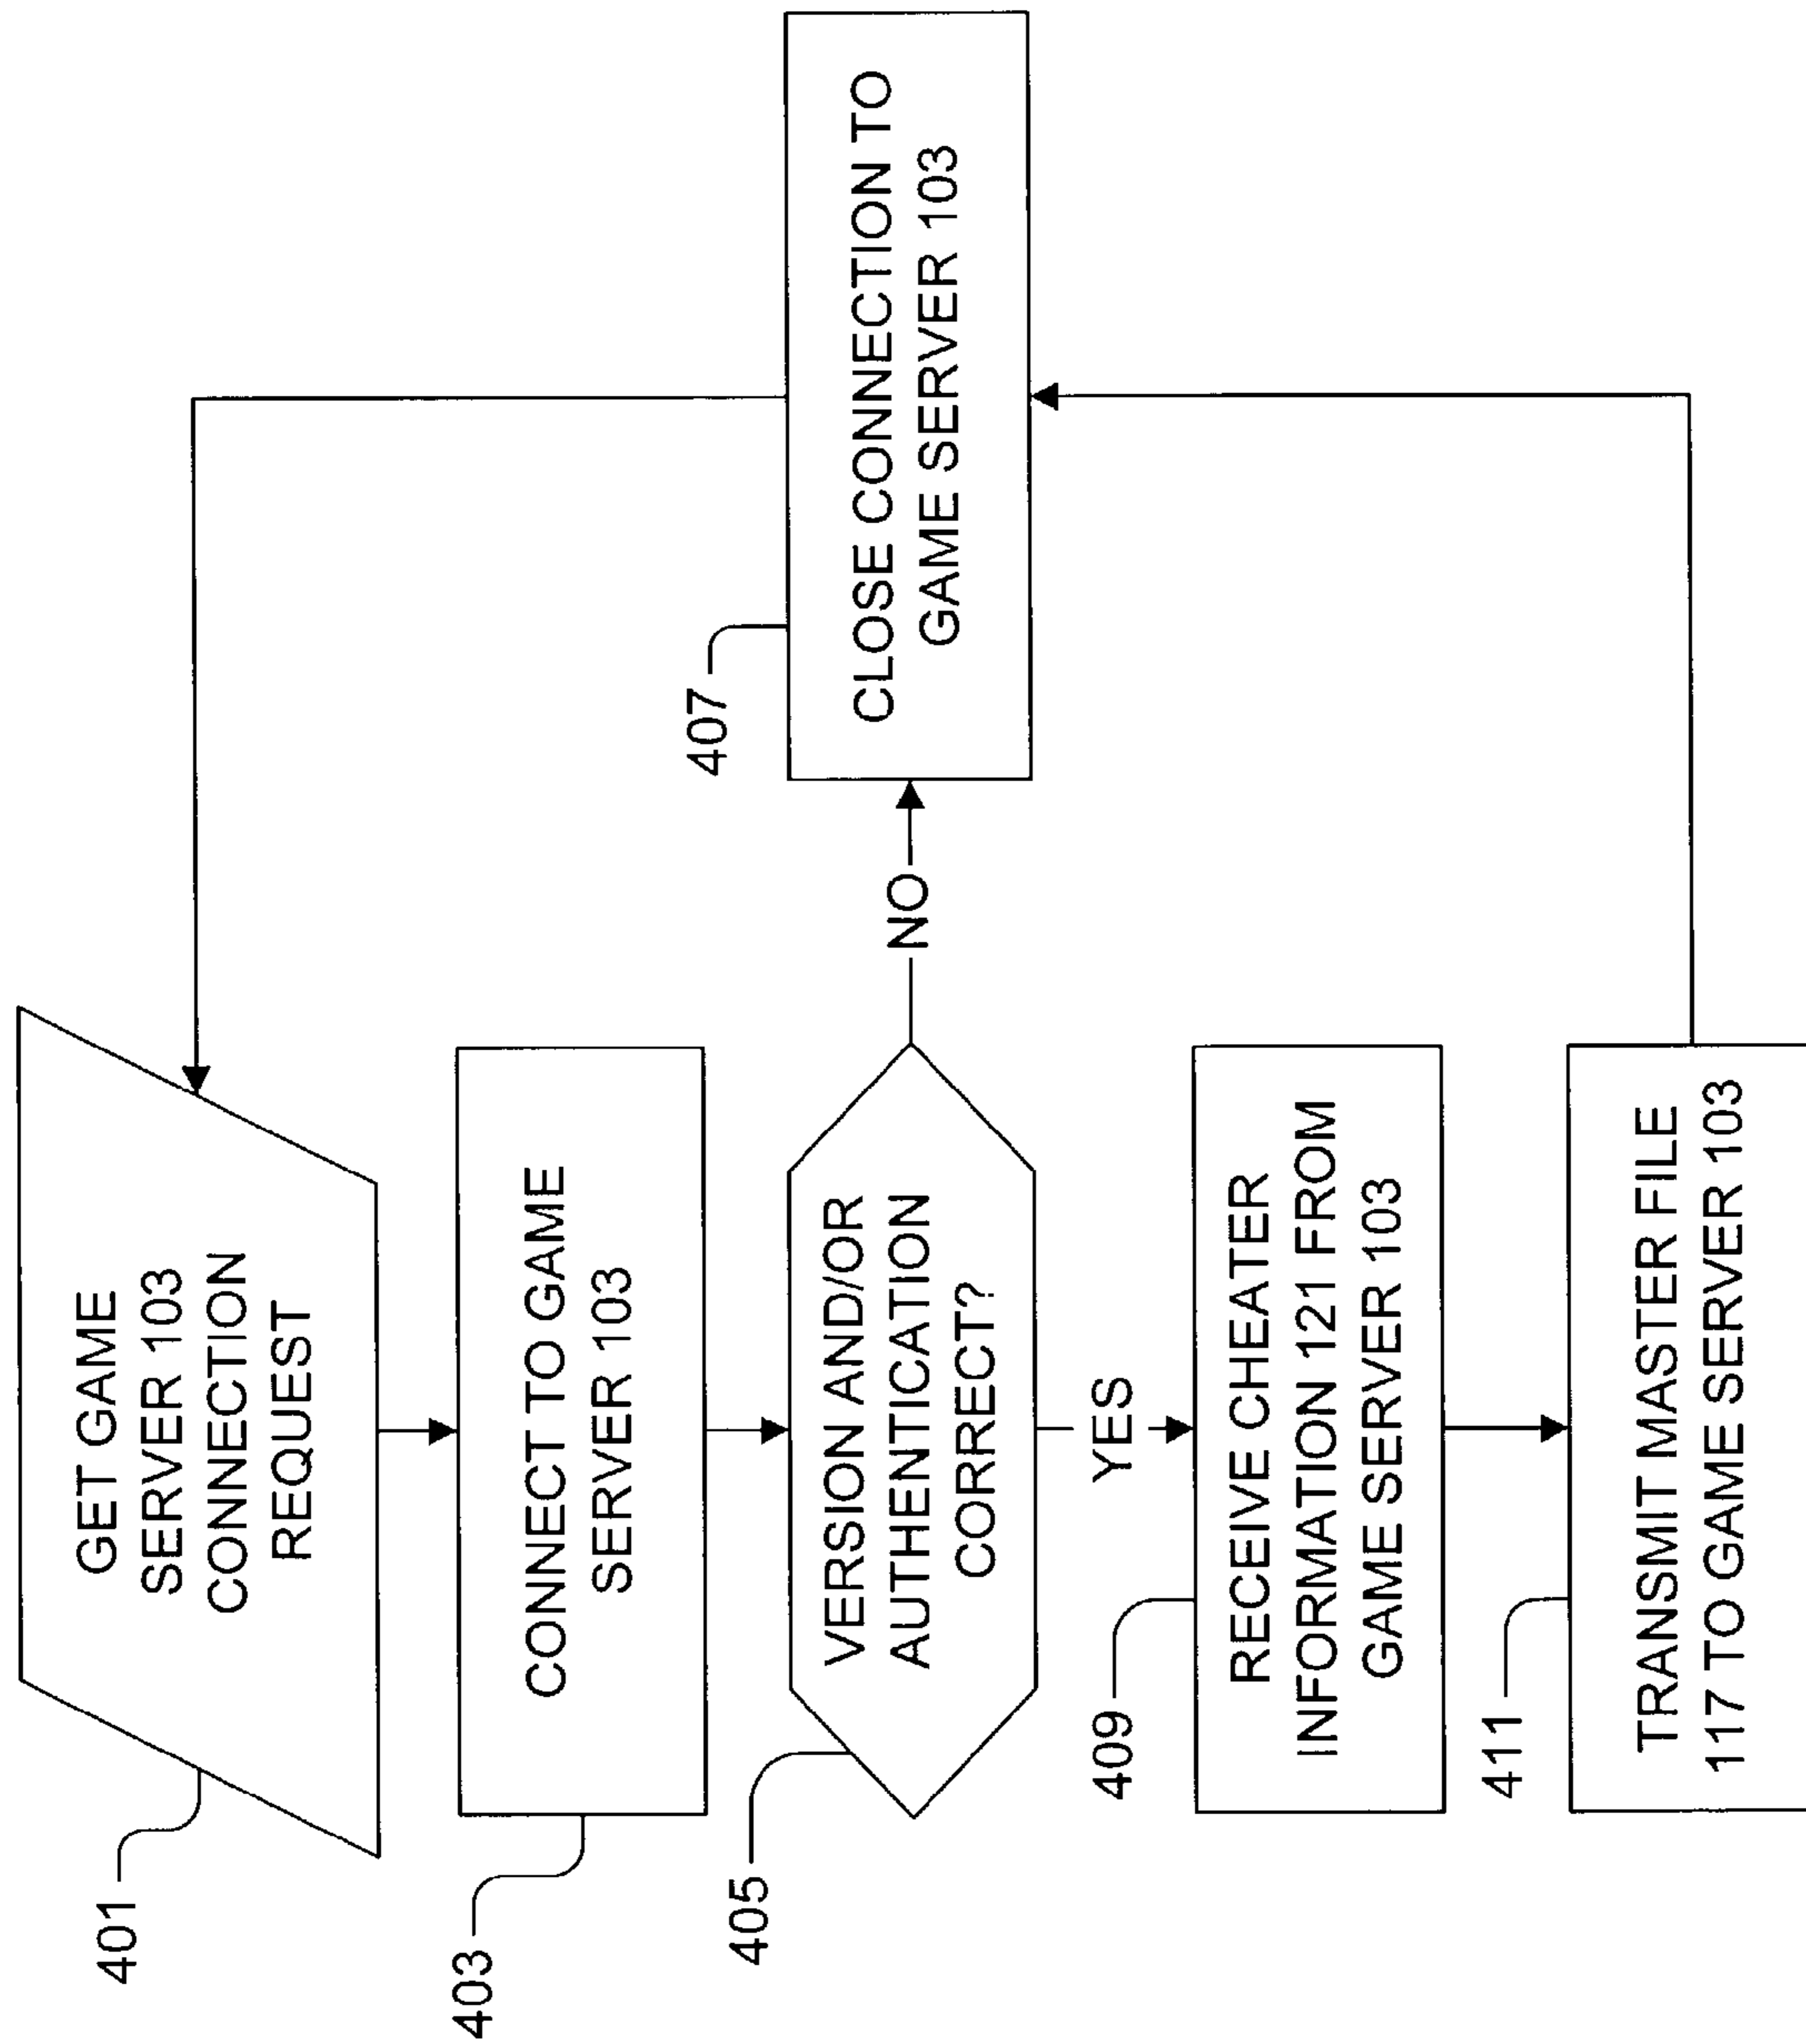 401
GET GAME
SERVER 103
CONNECTION
REQUEST
403
CONNECT TO GAME
SERVER 103
405
VERSION AND/OR
AUTHENTICATION
CORRECT?
NO
407
CLOSE CONNECTION TO
GAME SERVER 103
YES
409
RECEIVE CHEATER
INFORMATION 121 FROM
GAME SERVER 103
411
TRANSMIT MASTER FILE
117 TO GAME SERVER 103